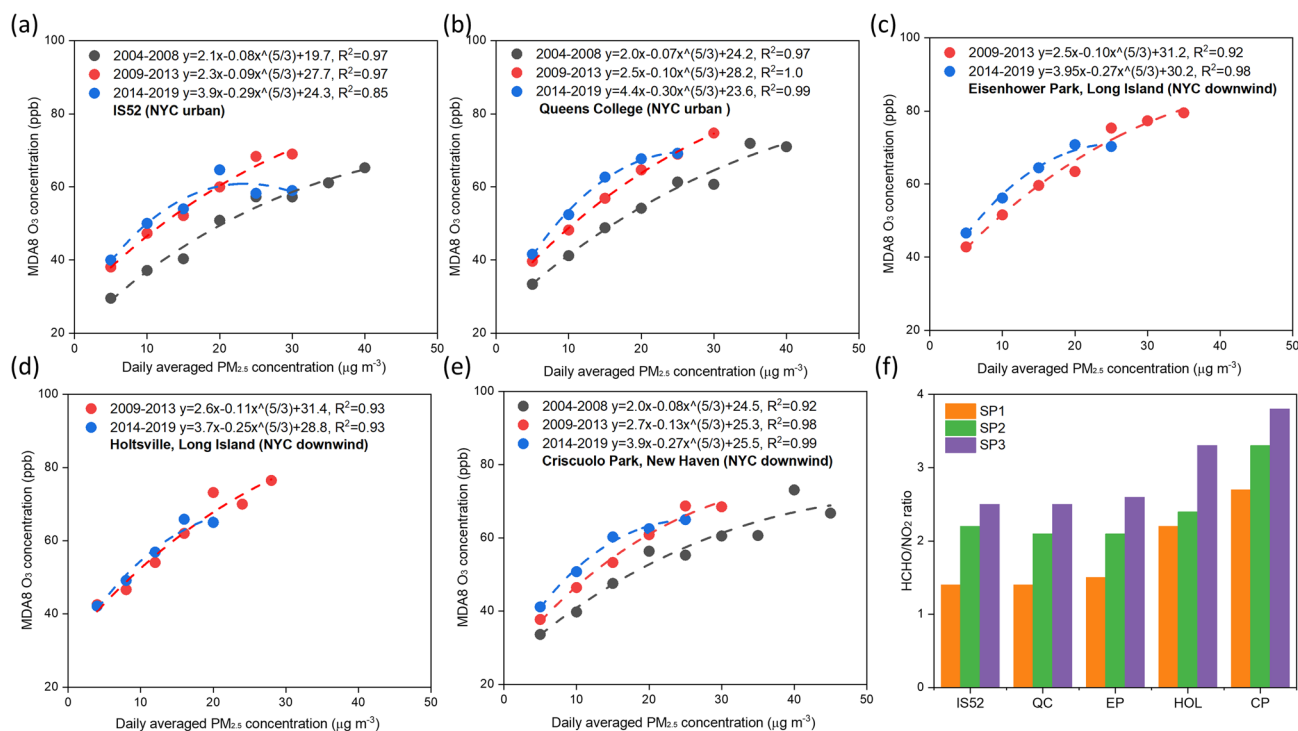 (a)
2004-2008 y=2.1x-0.08x^(5/3)+19.7, R²=0.97
2009-2013 y=2.3x-0.09x^(5/3)+27.7, R²=0.97
2014-2019 y=3.9x-0.29x^(5/3)+24.3, R²=0.85
IS52 (NYC urban)
MDA8 O₃ concentration (ppb)
100
80
60
40
20
0
10
20
30
40
50
Daily averaged PM₂.₅ concentration (μg m⁻³)
(b)
2004-2008 y=2.0x-0.07x^(5/3)+24.2, R²=0.97
2009-2013 y=2.5x-0.10x^(5/3)+28.2, R²=1.0
2014-2019 y=4.4x-0.30x^(5/3)+23.6, R²=0.99
Queens College (NYC urban )
MDA8 O₃ concentration (ppb)
100
80
60
40
20
0
10
20
30
40
50
Daily averaged PM₂.₅ concentration (μg m⁻³)
(c)
2009-2013 y=2.5x-0.10x^(5/3)+31.2, R²=0.92
2014-2019 y=3.95x-0.27x^(5/3)+30.2, R²=0.98
Eisenhower Park, Long Island (NYC downwind)
MDA8 O₃ concentration (ppb)
100
80
60
40
20
0
10
20
30
40
50
Daily averaged PM₂.₅ concentration (μg m⁻³)
(d)
2009-2013 y=2.6x-0.11x^(5/3)+31.4, R²=0.93
2014-2019 y=3.7x-0.25x^(5/3)+28.8, R²=0.93
Holtsville, Long Island (NYC downwind)
MDA8 O₃ concentration (ppb)
100
80
60
40
20
0
10
20
30
40
50
Daily averaged PM₂.₅ concentration (μg m⁻³)
(e)
2004-2008 y=2.0x-0.08x^(5/3)+24.5, R²=0.92
2009-2013 y=2.7x-0.13x^(5/3)+25.3, R²=0.98
2014-2019 y=3.9x-0.27x^(5/3)+25.5, R²=0.99
Criscuolo Park, New Haven (NYC downwind)
MDA8 O₃ concentration (ppb)
100
80
60
40
20
0
10
20
30
40
50
Daily averaged PM₂.₅ concentration (μg m⁻³)
(f)
SP1
SP2
SP3
HCHO/NO₂ ratio
4
3
2
1
0
IS52
QC
EP
HOL
CP